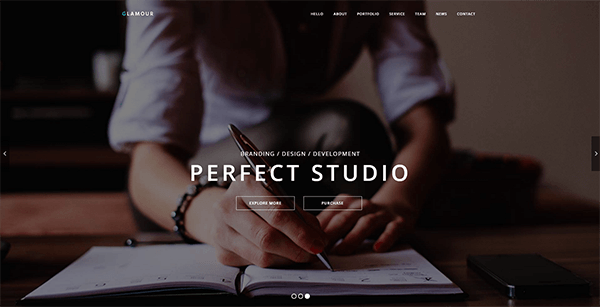 GLAMOUR
HELLO ABOUT PORTFOLIO SERVICE TEAM NEWS CONTACT
BRANDING / DESIGN / DEVELOPMENT
PERFECT STUDIO
EXPLORE MORE PURCHASE